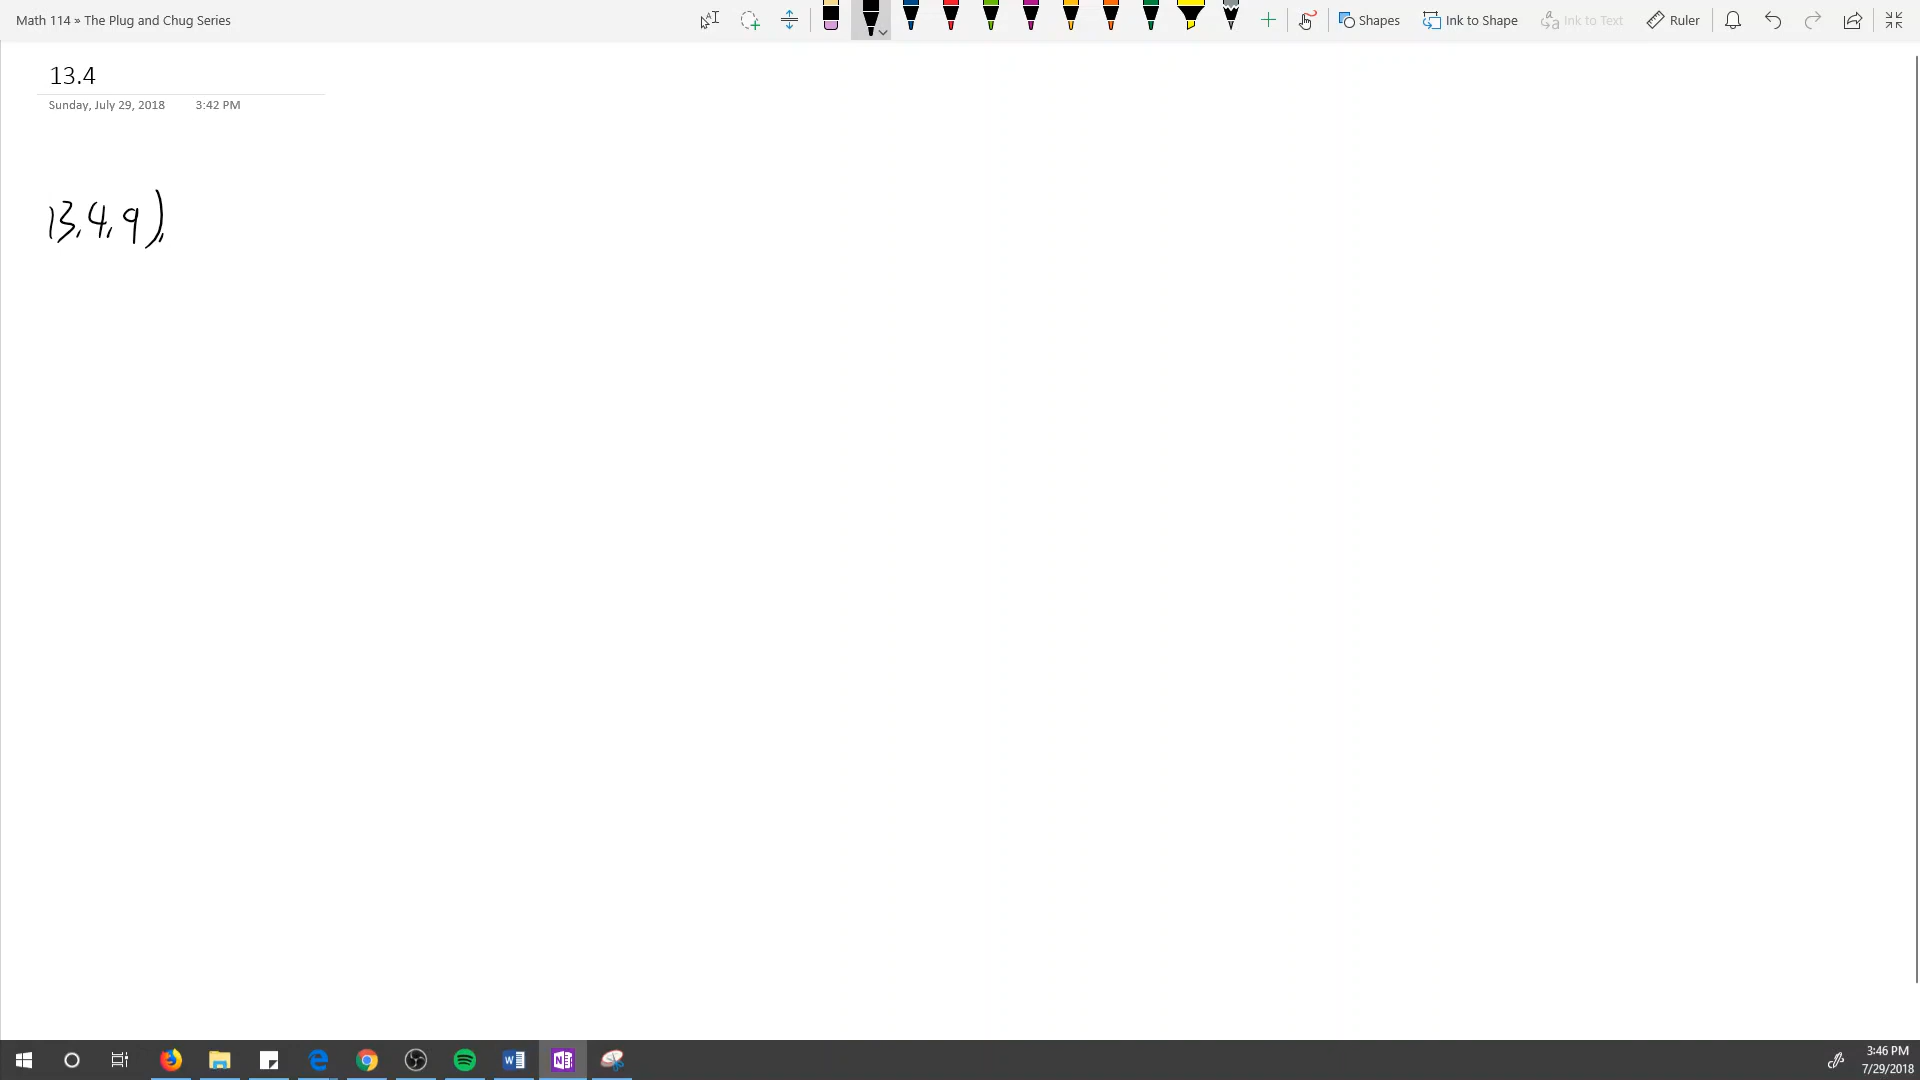 Math 114 » The Plug and Chug Series
Shapes
Ink to Shape
Ink to Text
Ruler
13.4
Sunday, July 29, 2018 3:42 PM
13.4.9)
3:46 PM
7/29/2018